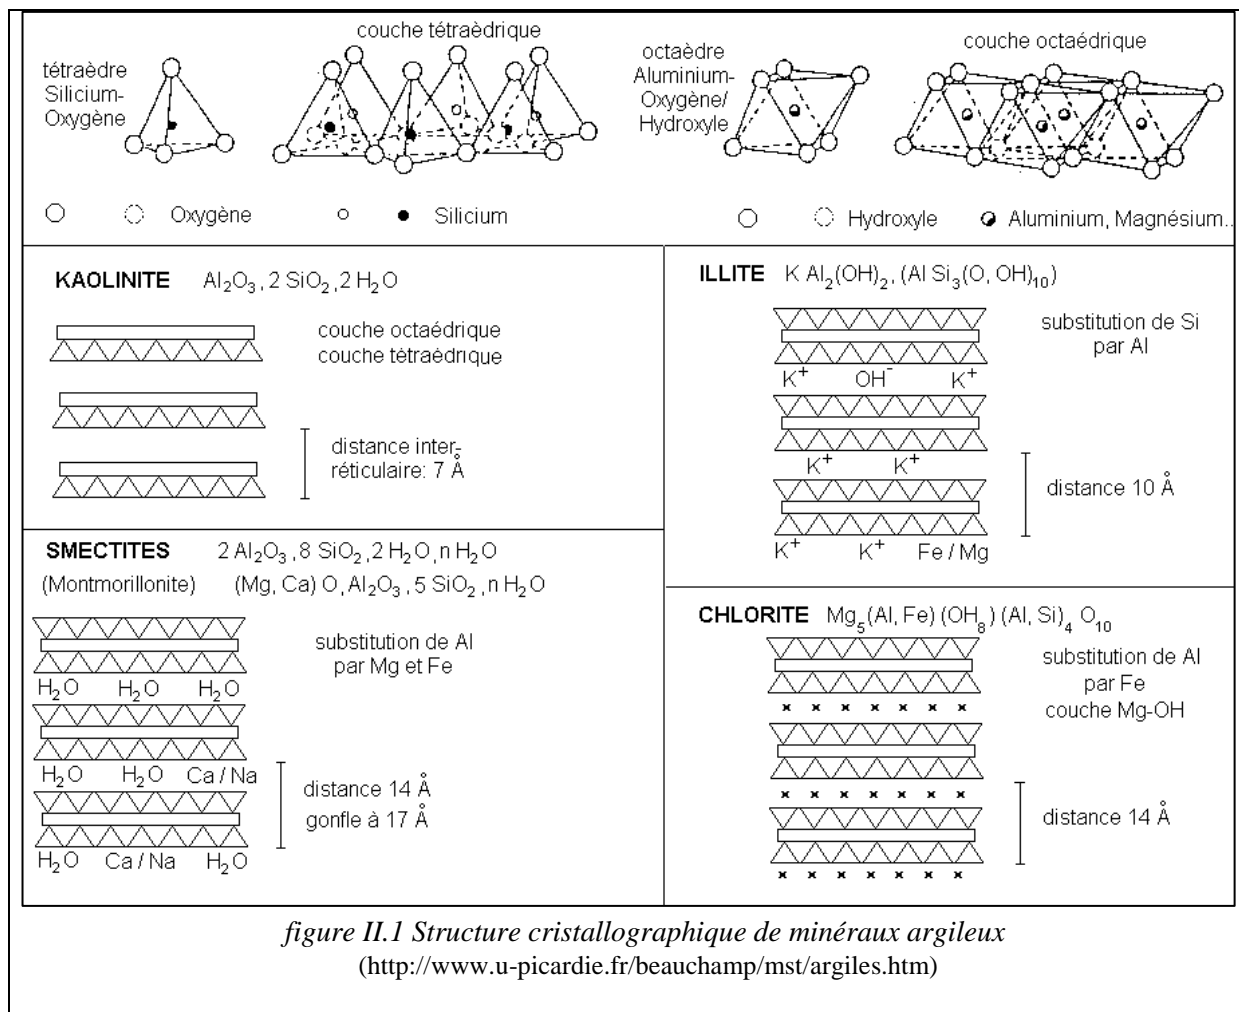 couche tétraèdrique
tétraèdre
Silicium-
Oxygène
octaèdre
Aluminium-
Oxygène/
Hydroxyle
couche octaédrique
Oxygène
Silicium
Hydroxyle
Aluminium, Magnésium..
KAOLINITE Al₂O₃, 2 SiO₂, 2 H₂O
couche octaédrique
couche tétraèdrique
distance inter-
réticulaire: 7 Å
SMECTITES 2 Al₂O₃, 8 SiO₂, 2 H₂O, n H₂O
(Montmorillonite) (Mg, Ca) O, Al₂O₃, 5 SiO₂, n H₂O
substitution de Al
par Mg et Fe
H₂O H₂O H₂O
H₂O H₂O Ca / Na
distance 14 Å
gonfle à 17 Å
H₂O Ca / Na H₂O
ILLITE K Al₂(OH)₂, (Al Si₃(O, OH)₁₀)
substitution de Si
par Al
K⁺ OH⁻ K⁺
K⁺ K⁺
distance 10 Å
K⁺ K⁺ Fe / Mg
CHLORITE Mg₅(Al, Fe) (OH₈) (Al, Si)₄ O₁₀
substitution de Al
par Fe
couche Mg-OH
distance 14 Å
figure II.1 Structure cristallographique de minéraux argileux
(http://www.u-picardie.fr/beauchamp/mst/argiles.htm)